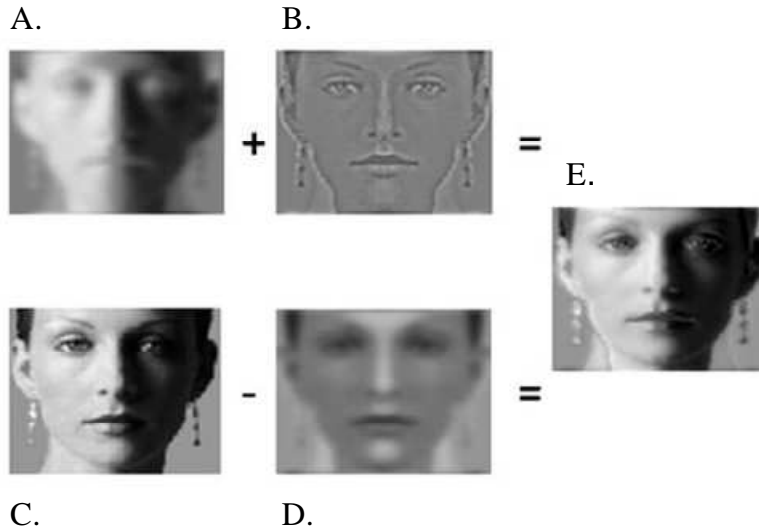 A.
B.
+
=
E.
-
=
C.
D.